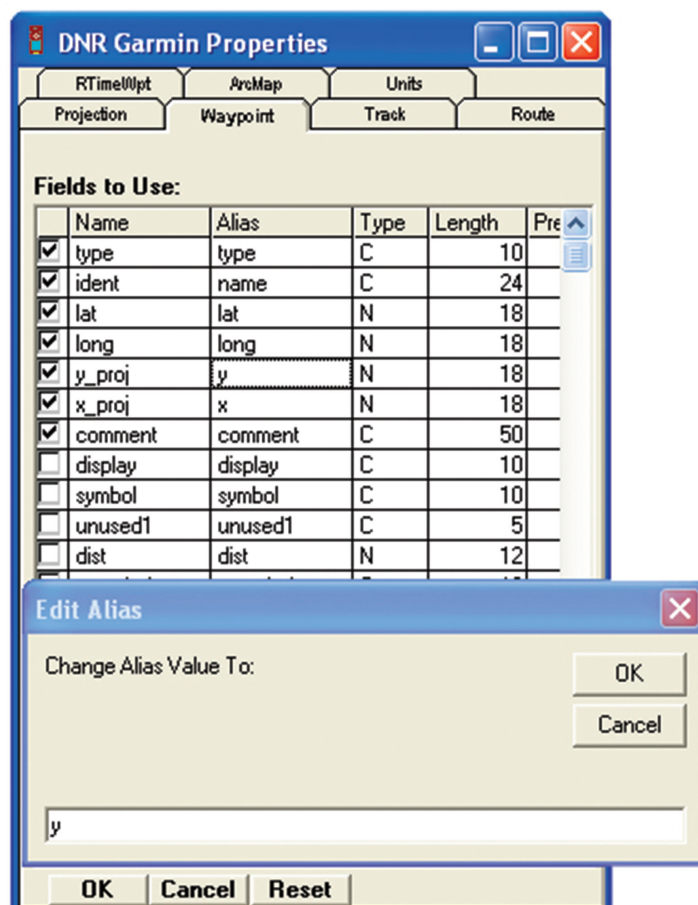 DNR Garmin Properties
RTimeWpt ArcMap Units
Projection Waypoint Track Route
Fields to Use:
Name Alias Type Length Pre
type type C 10
ident name C 24
lat lat N 18
long long N 18
y_proj y N 18
x_proj x N 18
comment comment C 50
display display C 10
symbol symbol C 10
unused1 unused1 C 5
dist dist N 12
Edit Alias
Change Alias Value To:
OK
Cancel
y
OK Cancel Reset